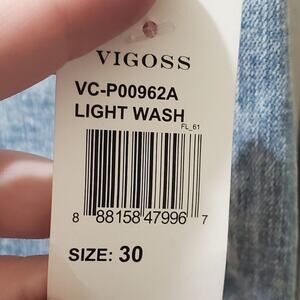 VIGOSS
VC-P00962A
LIGHT WASH
FL_61
8 88158 47996 7
SIZE: 30